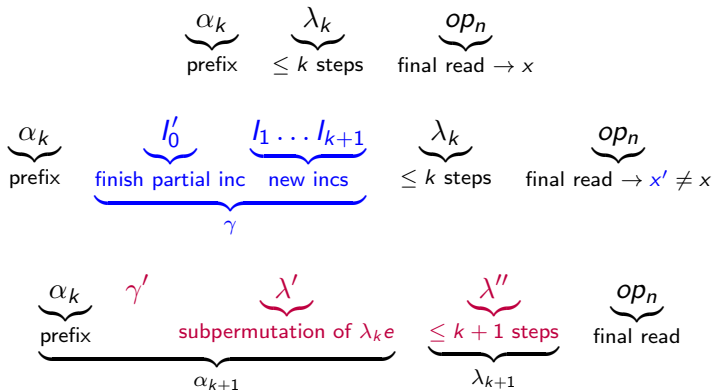 α_k λ_k op_n
prefix ≤ k steps final read → x
α_k I′_0 I_1 … I_{k+1} λ_k op_n
prefix finish partial inc new incs ≤ k steps final read → x′ ≠ x
γ
α_k γ′ λ′ λ′′ op_n
prefix subpermutation of λ_k e ≤ k + 1 steps final read
α_{k+1} λ_{k+1}